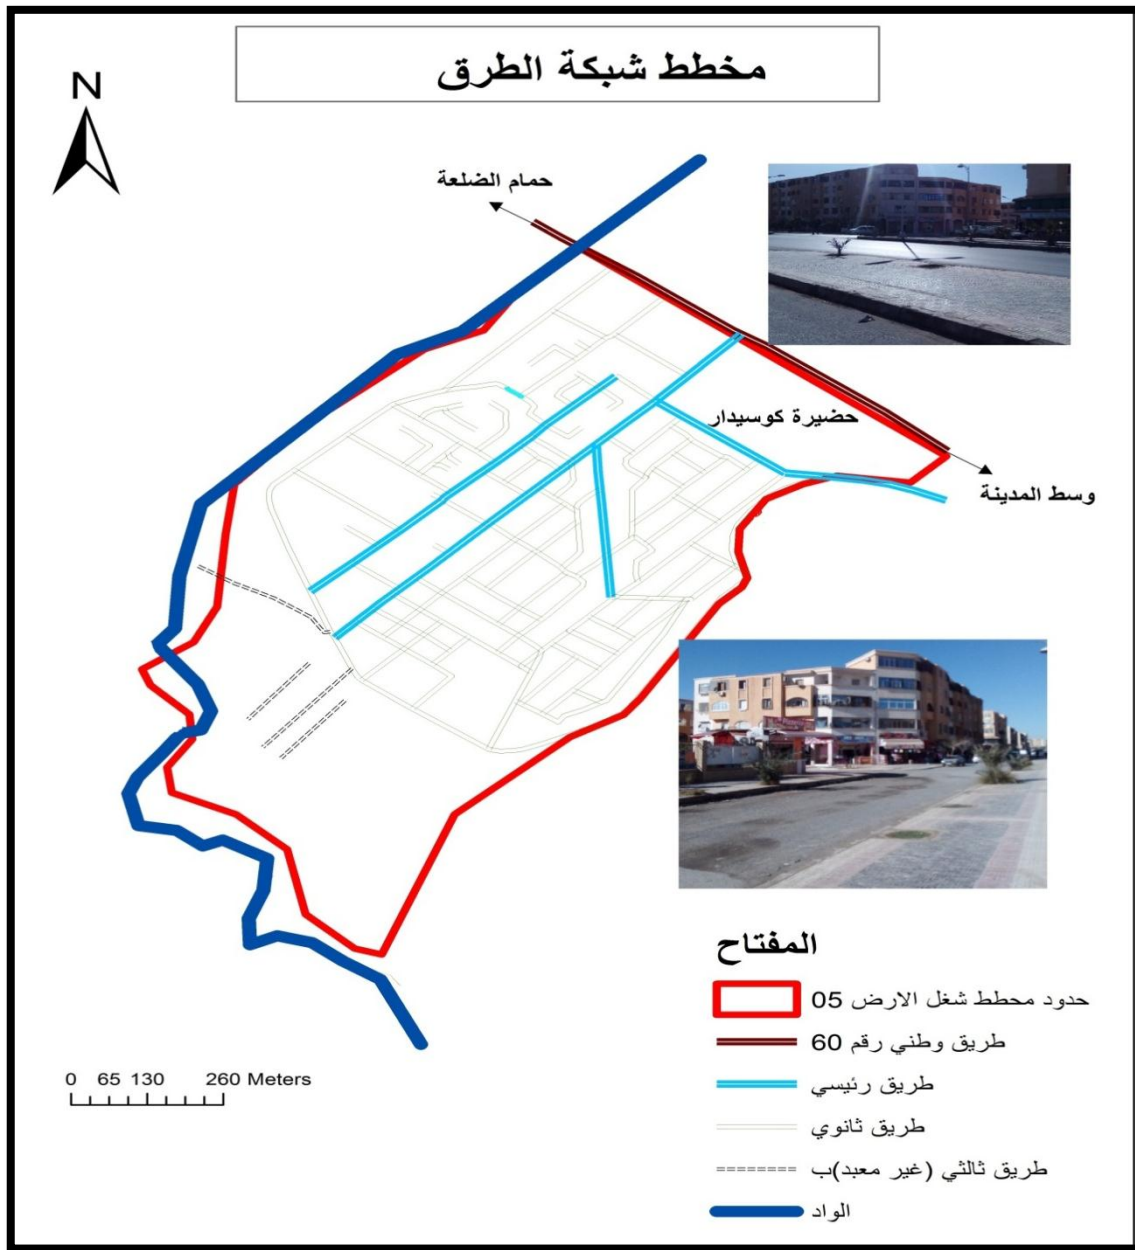 مخطط شبكة الطرق
N
حمام الضلعة
حضيرة كوسيدار
وسط المدينة
المفتاح
حدود محطط شغل الارض 05
طريق وطني رقم 60
طريق رئيسي
طريق ثانوي
طريق ثالثي (غير معبد)ب
الواد
0 65 130 260 Meters